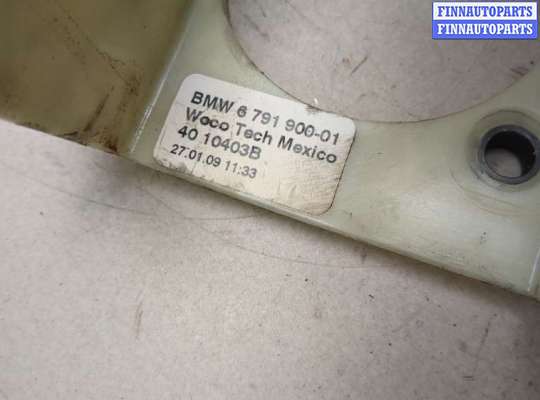 FINNAUTOPARTS
FINNAUTOPARTS
BMW 6 791 900-01
Woco Tech Mexico
40 10403B
27.01.09 11:33